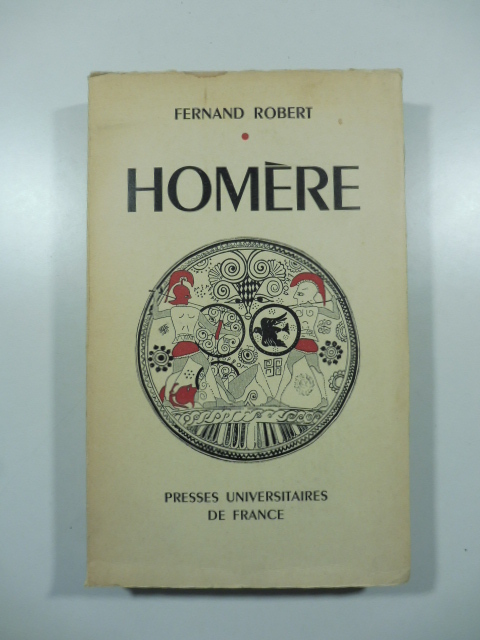 FERNAND ROBERT
HOMÈRE
PRESSES UNIVERSITAIRES
DE FRANCE